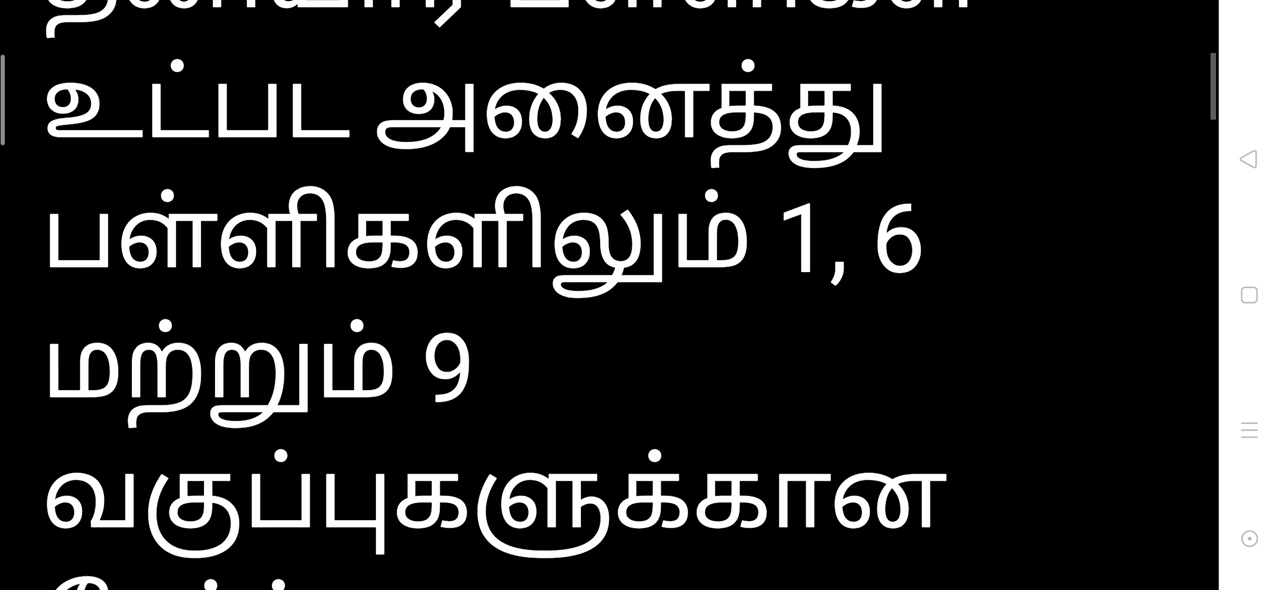 உட்பட அனைத்து
பள்ளிகளிலும் 1, 6
மற்றும் 9
வகுப்புகளுக்கான